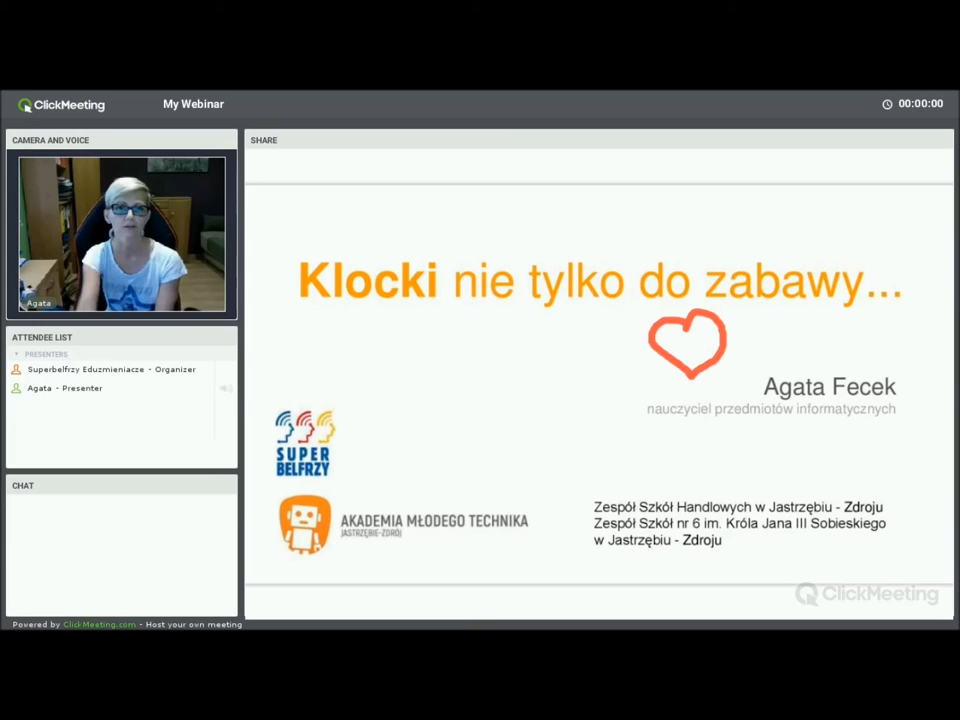 ClickMeeting
My Webinar
00:00:00
CAMERA AND VOICE
Agata
ATTENDEE LIST
PRESENTERS
Superbelfrzy Eduzmieniacze - Organizer
Agata - Presenter
CHAT
SHARE
Klocki nie tylko do zabawy...
Agata Fecek
nauczyciel przedmiotów informatycznych
SUPER
BELFRZY
AKADEMIA MŁODEGO TECHNIKA
JASTRZĘBIE-ZDRÓJ
Zespół Szkół Handlowych w Jastrzębiu - Zdroju
Zespół Szkół nr 6 im. Króla Jana III Sobieskiego
w Jastrzębiu - Zdroju
ClickMeeting
Powered by ClickMeeting.com - Host your own meeting